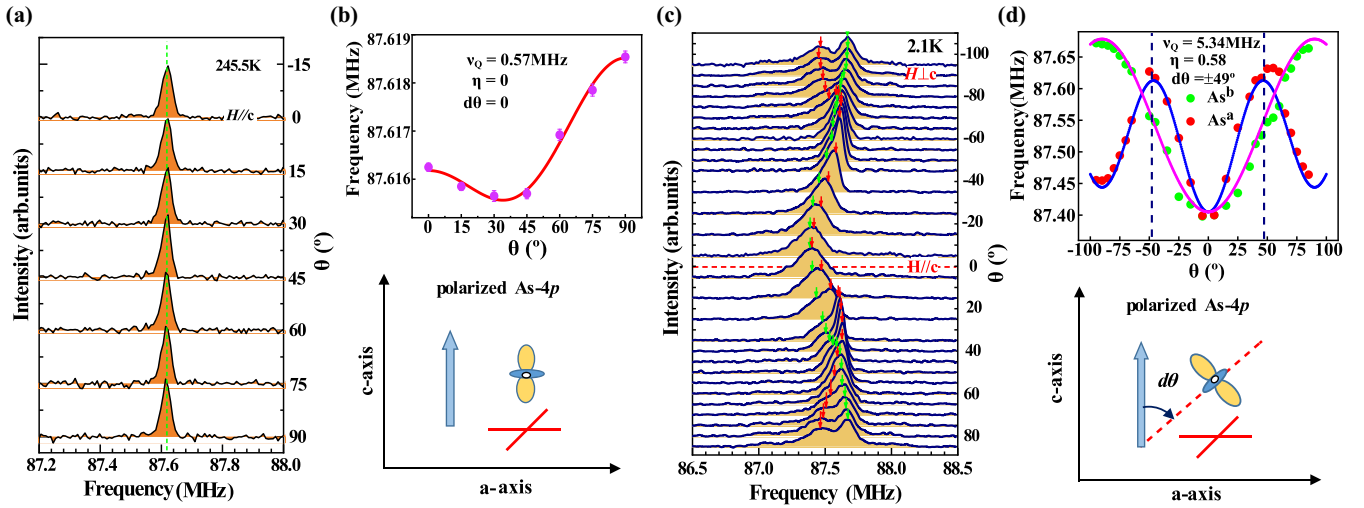 (a)
245.5K
H//c
-15
0
15
30
45
60
75
90
θ (º)
Intensity (arb.units)
87.2
87.4
87.6
87.8
88.0
Frequency (MHz)
(b)
87.619
87.618
87.617
87.616
Frequency (MHz)
νQ = 0.57MHz
η = 0
dθ = 0
0
15
30
45
60
75
90
θ (º)
polarized As-4p
c-axis
a-axis
(c)
2.1K
H⊥c
H//c
-100
-80
-60
-40
-20
0
20
40
60
80
θ (º)
Intensity (arb.units)
86.5
87.0
87.5
88.0
88.5
Frequency (MHz)
(d)
87.65
87.60
87.55
87.50
87.45
87.40
Frequency (MHz)
νQ = 5.34MHz
η = 0.58
dθ =±49º
Asb
Asa
-100
-75
-50
-25
0
25
50
75
100
θ (º)
polarized As-4p
dθ
c-axis
a-axis